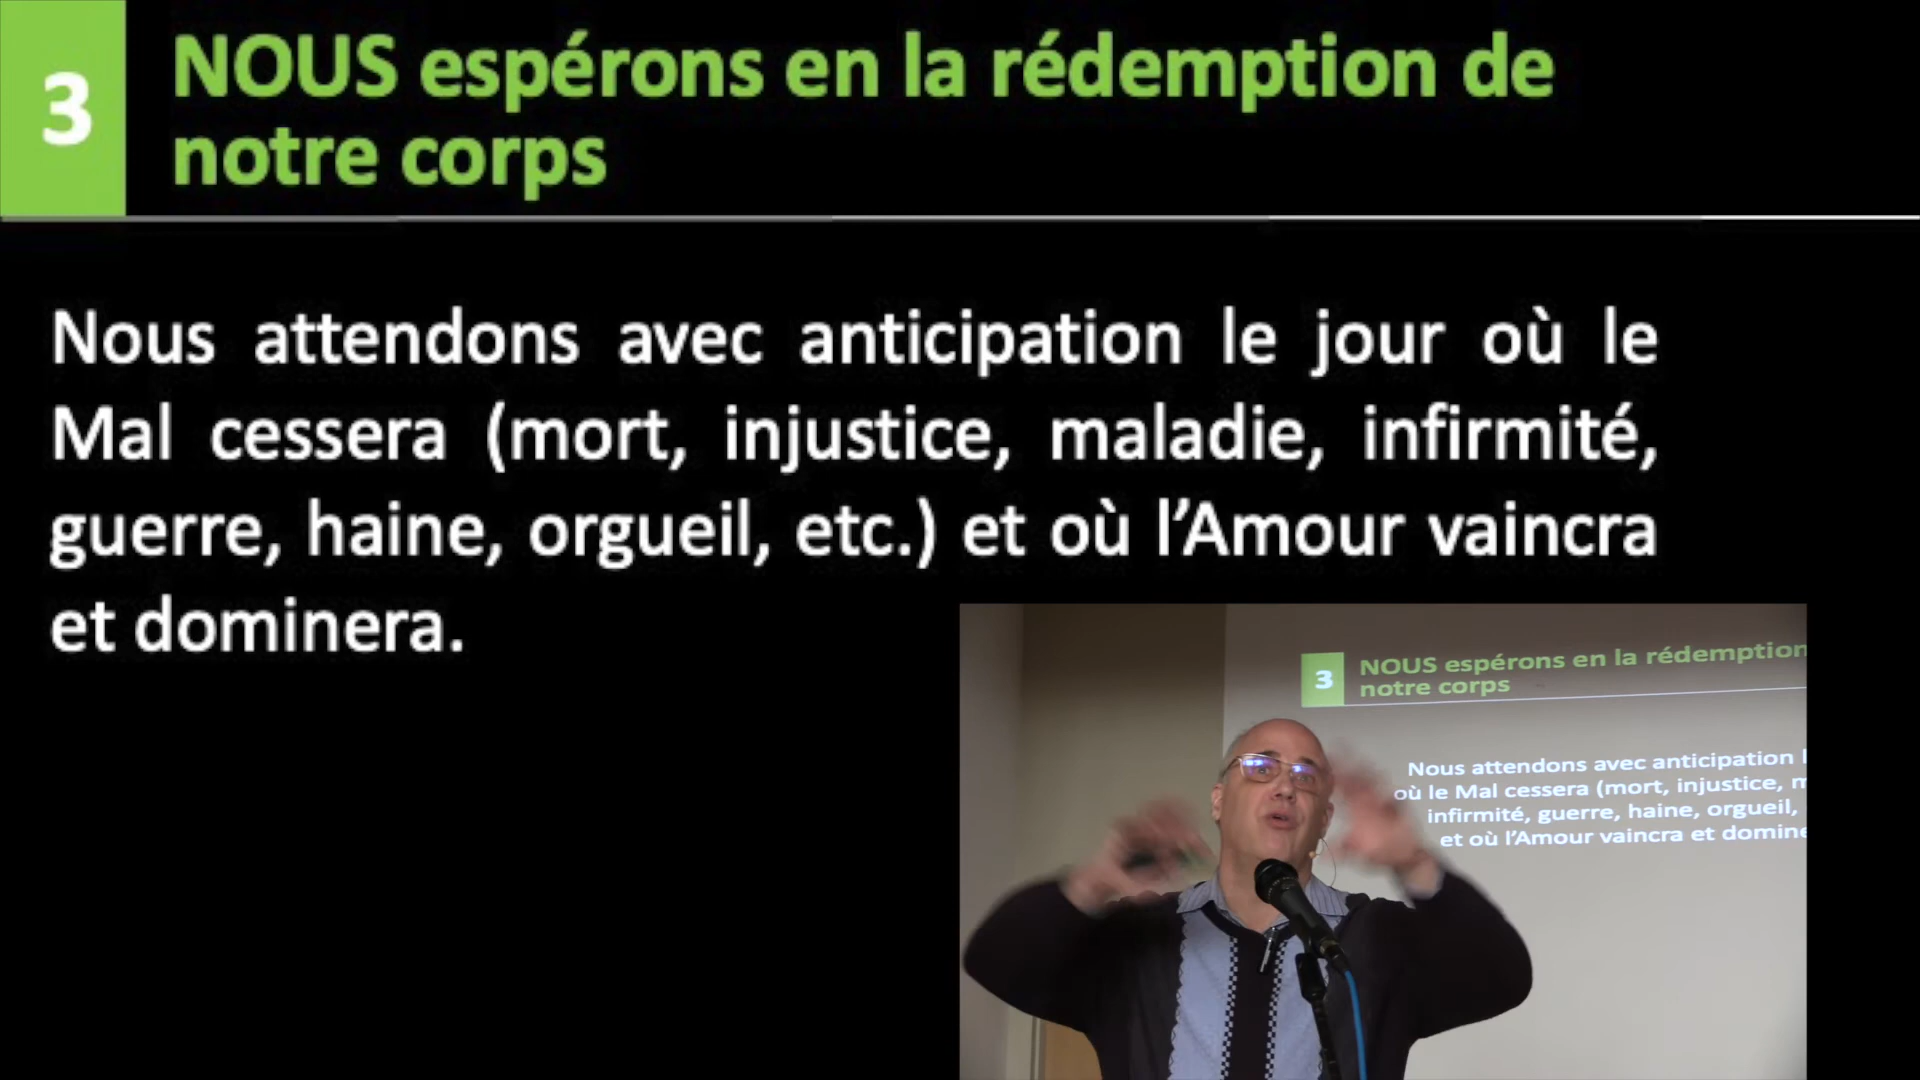 3
NOUS espérons en la rédemption de
notre corps
Nous attendons avec anticipation le jour où le
Mal cessera (mort, injustice, maladie, infirmité,
guerre, haine, orgueil, etc.) et où l’Amour vaincra
et dominera.
3
NOUS espérons en la rédemption
notre corps
Nous attendons avec anticipation
où le Mal cessera (mort, injustice,
infirmité, guerre, haine, orgueil,
et où l’Amour vaincra et domine